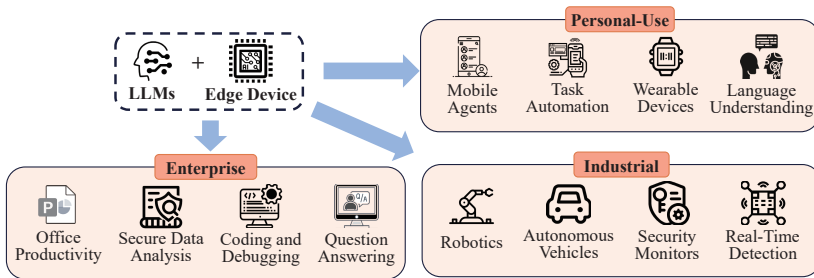 Personal-Use
LLMs + Edge Device
AI
Mobile Agents
Task Automation
Wearable Devices
Language Understanding
Enterprise
P
Q/A
Office Productivity
Secure Data Analysis
Coding and Debugging
Question Answering
Industrial
Robotics
Autonomous Vehicles
Security Monitors
Real-Time Detection